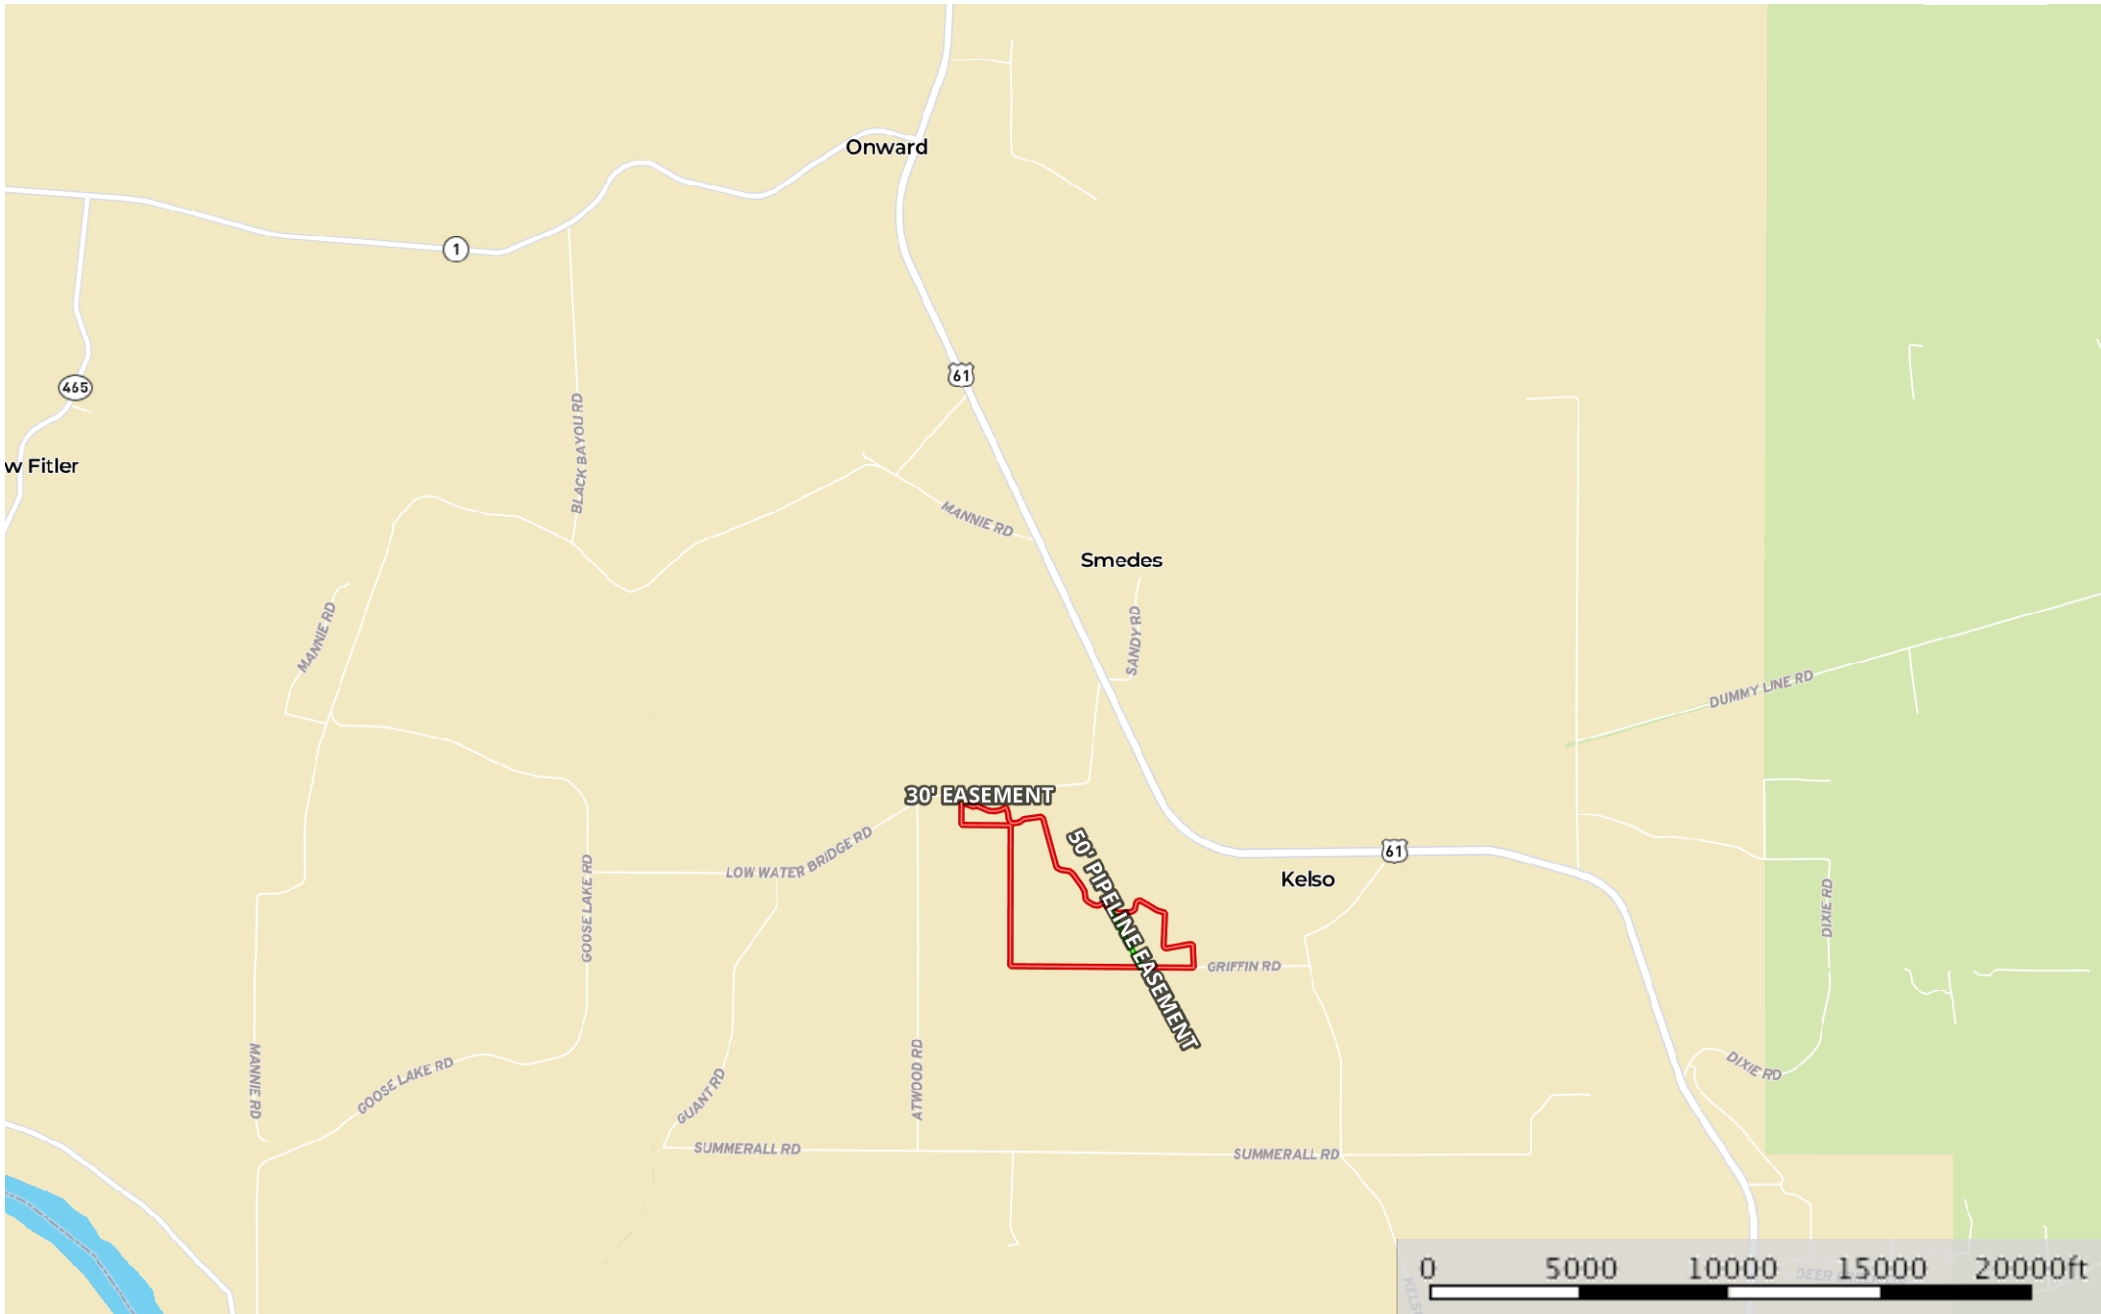 Onward
1
61
465
BLACK BAYOU RD
w Fitler
MANNIE RD
Smedes
MANNIE RD
SANDY RD
DUMMY LINE RD
30' EASEMENT
50' PIPELINE EASEMENT
61
LOW WATER BRIDGE RD
GOOSE LAKE RD
Kelso
DIXIE RD
GRIFFIN RD
MANNIE RD
GOOSE LAKE RD
GUANT RD
ATWOOD RD
DIXIE RD
SUMMERALL RD
SUMMERALL RD
0 5000 10000 15000 20000ft
DEER